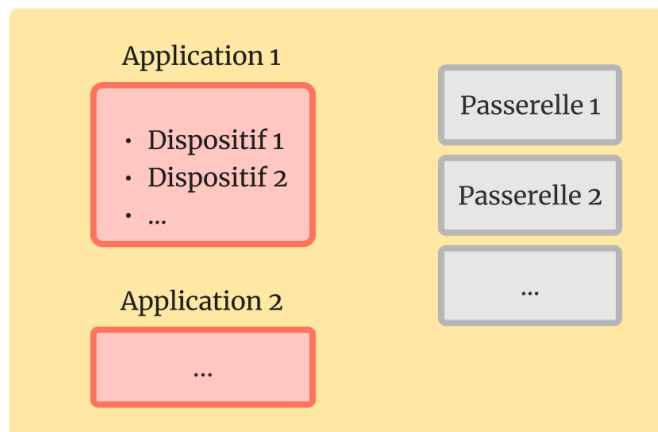 Application 1
• Dispositif 1
• Dispositif 2
• ...
Application 2
...
Passerelle 1
Passerelle 2
...